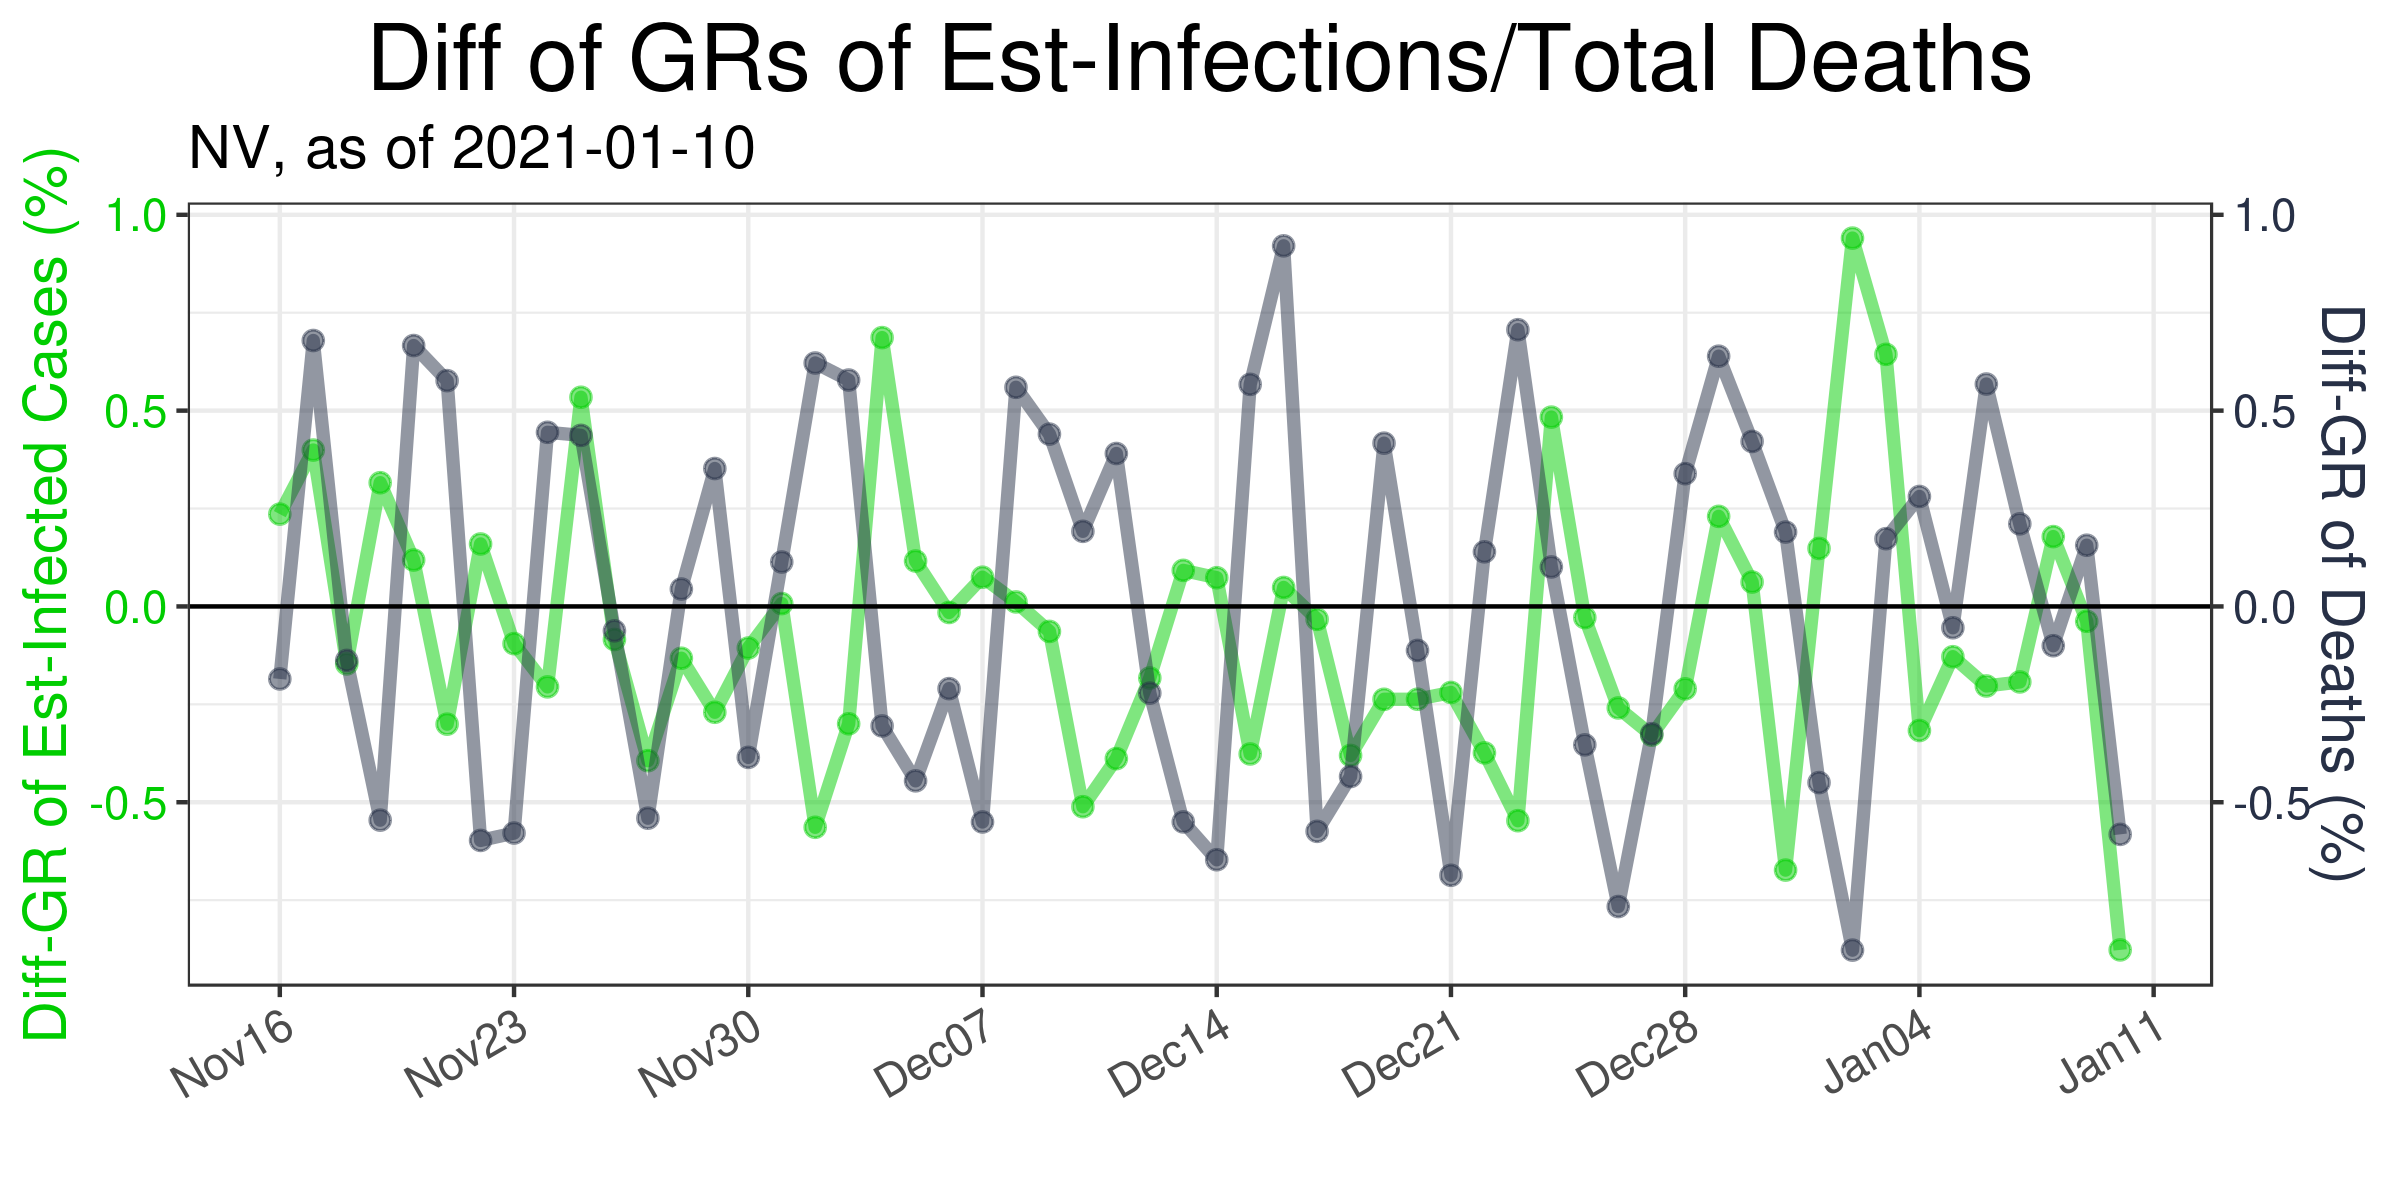 Diff of GRs of Est-Infections/Total Deaths
NV, as of 2021-01-10
Diff-GR of Est-Infected Cases (%)
1.0
0.5
0.0
-0.5
1.0
0.5
0.0
-0.5
Diff-GR of Deaths (%)
Nov16
Nov23
Nov30
Dec07
Dec14
Dec21
Dec28
Jan04
Jan11